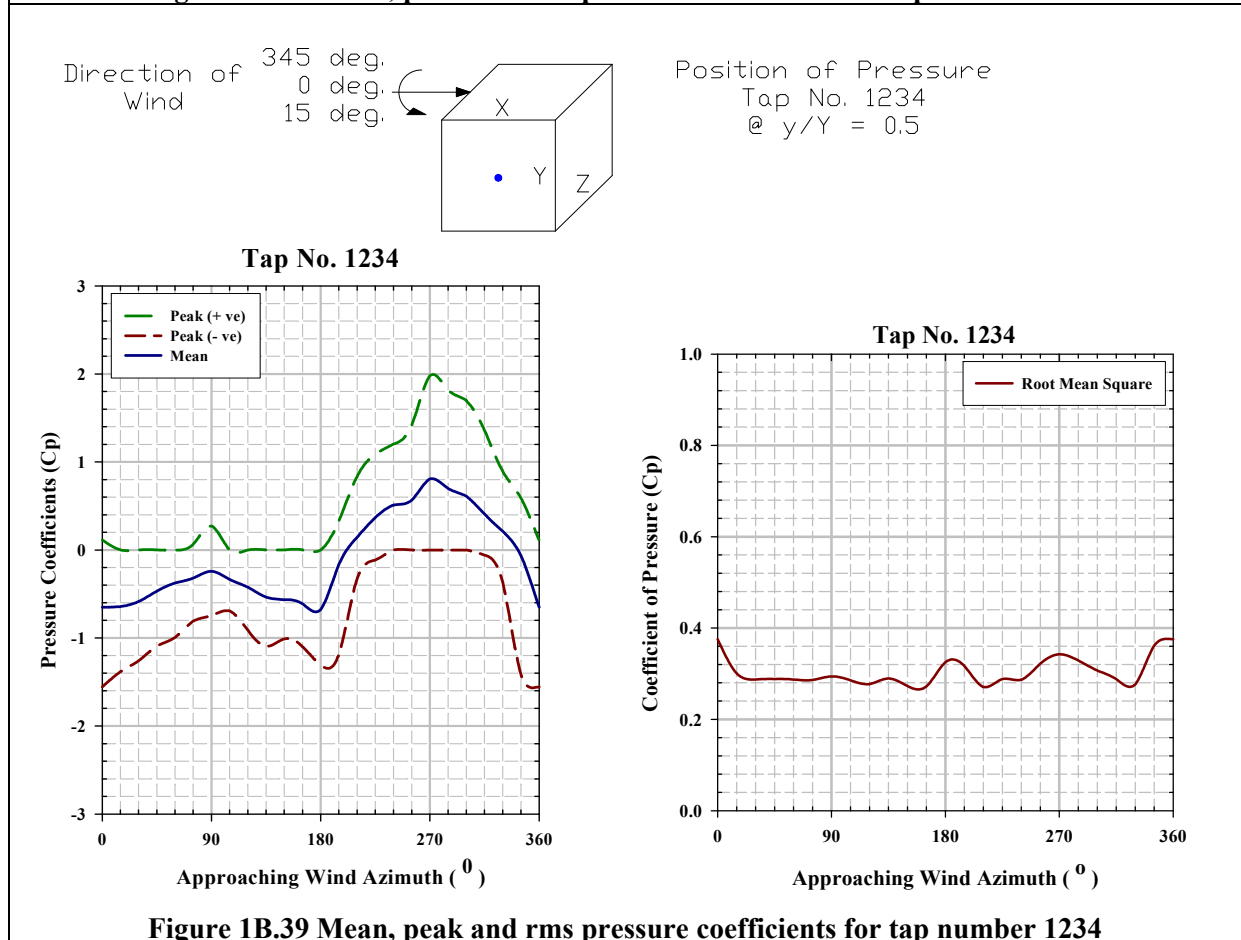 Direction of
Wind
345 deg.
0 deg.
15 deg.
X
Y
Z
Position of Pressure
Tap No. 1234
@ y/Y = 0.5
Tap No. 1234
Peak (+ ve)
Peak (- ve)
Mean
3
2
1
0
-1
-2
-3
Pressure Coefficients (Cp)
0
90
180
270
360
Approaching Wind Azimuth ( 0 )
Tap No. 1234
Root Mean Square
1.0
0.8
0.6
0.4
0.2
0.0
Coefficient of Pressure (Cp)
0
90
180
270
360
Approaching Wind Azimuth ( o )
Figure 1B.39 Mean, peak and rms pressure coefficients for tap number 1234